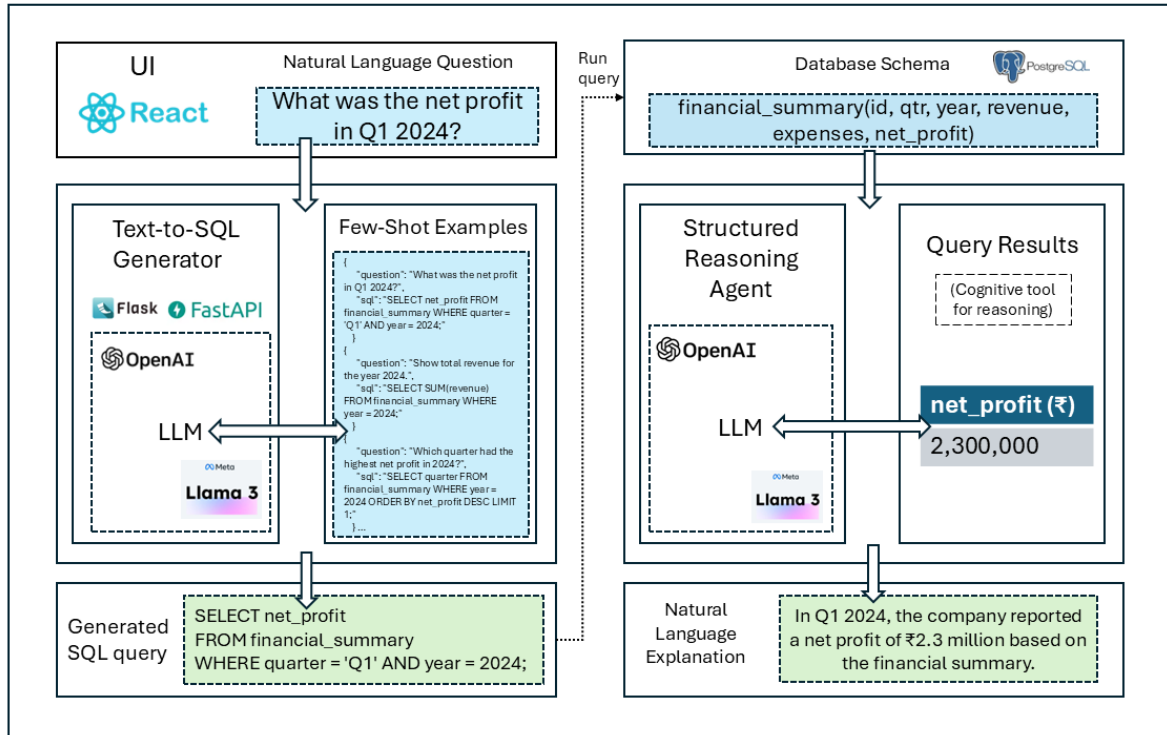 UI
React
Natural Language Question
What was the net profit
in Q1 2024?
Text-to-SQL
Generator
Flask
FastAPI
OpenAI
LLM
Meta
Llama 3
Few-Shot Examples
{
"question": "What was the net profit
in Q1 2024?",
"sql": "SELECT net_profit FROM
financial_summary WHERE quarter =
'Q1' AND year = 2024;"
}
{
"question": "Show total revenue for
the year 2024.",
"sql": "SELECT SUM(revenue)
FROM financial_summary WHERE
year = 2024;"
}
{
"question": "Which quarter had the
highest net profit in 2024?",
"sql": "SELECT quarter FROM
financial_summary WHERE year =
2024 ORDER BY net_profit DESC LIMIT
1;"
} ...
Generated
SQL query
SELECT net_profit
FROM financial_summary
WHERE quarter = 'Q1' AND year = 2024;
Run
query
Database Schema
PostgreSQL
financial_summary(id, qtr, year, revenue,
expenses, net_profit)
Structured
Reasoning
Agent
OpenAI
LLM
Meta
Llama 3
Query Results
(Cognitive tool
for reasoning)
net_profit (₹)
2,300,000
Natural
Language
Explanation
In Q1 2024, the company reported
a net profit of ₹2.3 million based on
the financial summary.